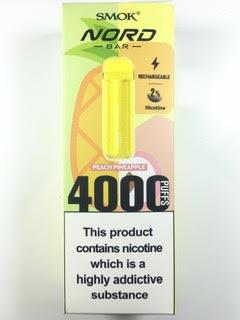 SMOK
NORD
BAR
RECHARGEABLE
2%
Nicotine
PEACH PINEAPPLE
4000 PUFFS
This product
contains nicotine
which is a
highly addictive
substance